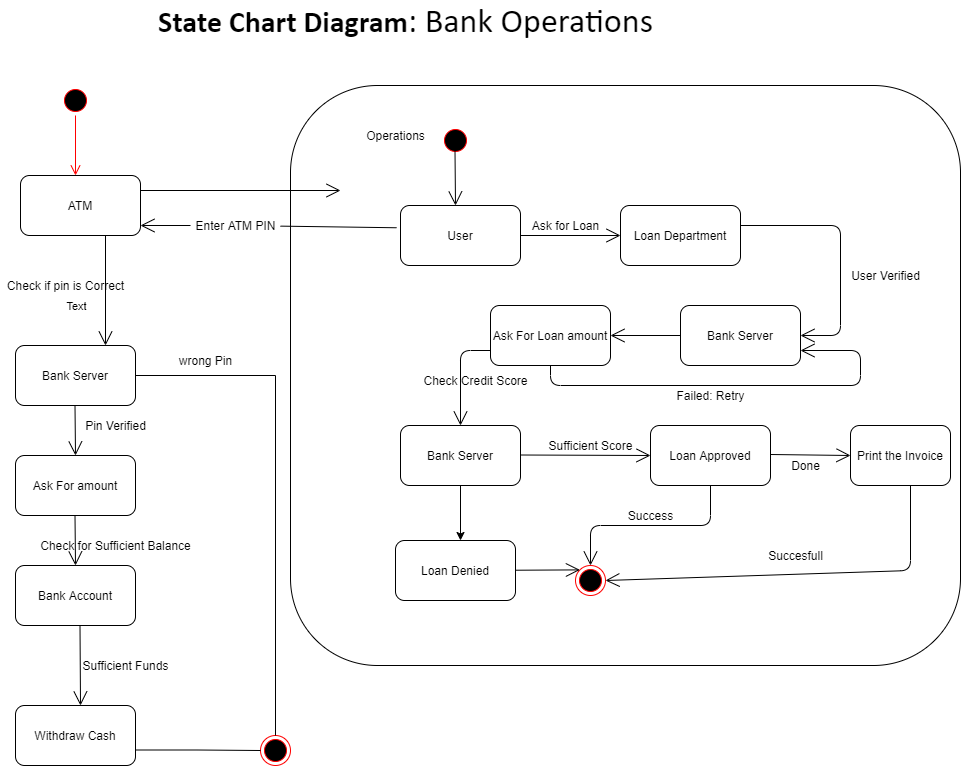 State Chart Diagram: Bank Operations
Operations
ATM
Enter ATM PIN
User
Ask for Loan
Loan Department
User Verified
Check if pin is Correct
Text
Bank Server
wrong Pin
Ask For Loan amount
Bank Server
Check Credit Score
Failed: Retry
Pin Verified
Ask For amount
Bank Server
Sufficient Score
Loan Approved
Done
Print the Invoice
Success
Check for Sufficient Balance
Succesfull
Bank Account
Loan Denied
Sufficient Funds
Withdraw Cash